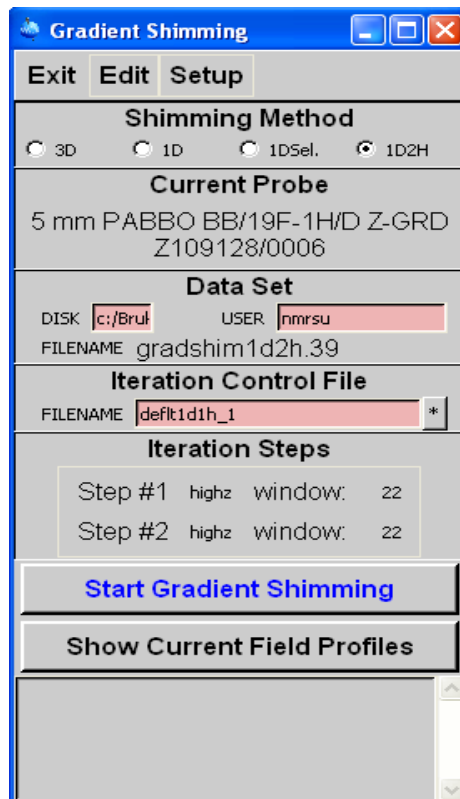 Gradient Shimming
Exit Edit Setup
Shimming Method
3D 1D 1DSel. 1D2H
Current Probe
5 mm PABBO BB/19F-1H/D Z-GRD
Z109128/0006
Data Set
DISK c:/Bruk USER nmrsu
FILENAME gradshim1d2h.39
Iteration Control File
FILENAME deflt1d1h_1 *
Iteration Steps
Step #1 highz window: 22
Step #2 highz window: 22
Start Gradient Shimming
Show Current Field Profiles